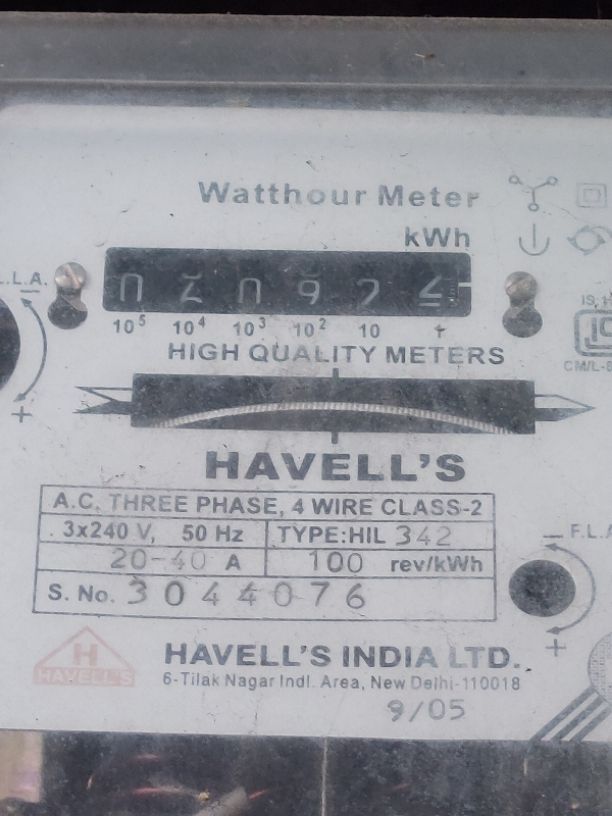 Watthour Meter
kWh
10⁵ 10⁴ 10³ 10² 10
HIGH QUALITY METERS
HAVELL'S
A.C. THREE PHASE, 4 WIRE CLASS-2
3x240 V, 50 Hz TYPE:HIL 342
20-40 A 100 rev/kWh
S. No. 3044076
HAVELL'S
HAVELL'S INDIA LTD.
6-Tilak Nagar Indl. Area, New Delhi-110018
9/05